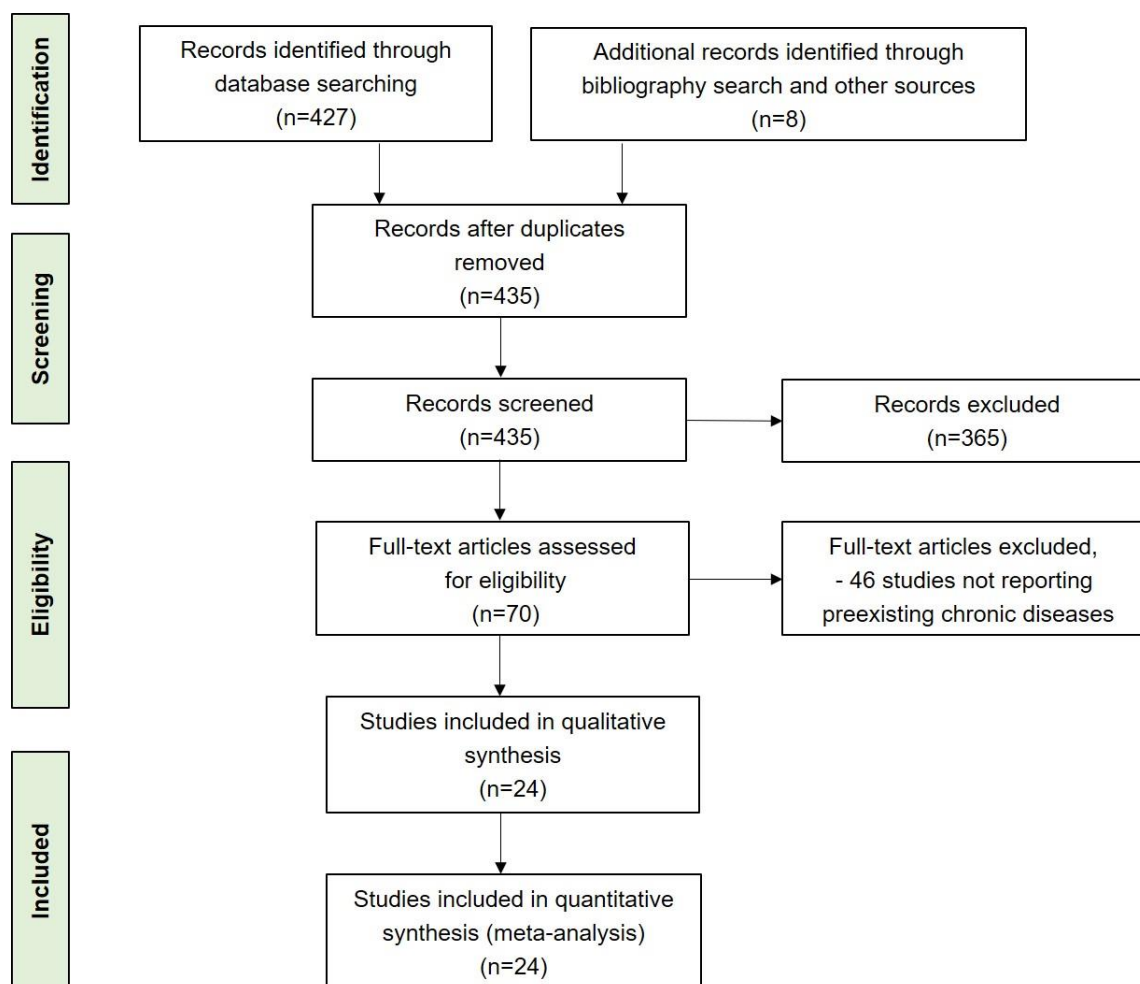 Identification
Records identified through
database searching
(n=427)
Additional records identified through
bibliography search and other sources
(n=8)
Screening
Records after duplicates
removed
(n=435)
Records screened
(n=435)
Records excluded
(n=365)
Eligibility
Full-text articles assessed
for eligibility
(n=70)
Full-text articles excluded,
- 46 studies not reporting
preexisting chronic diseases
Included
Studies included in qualitative
synthesis
(n=24)
Studies included in quantitative
synthesis (meta-analysis)
(n=24)